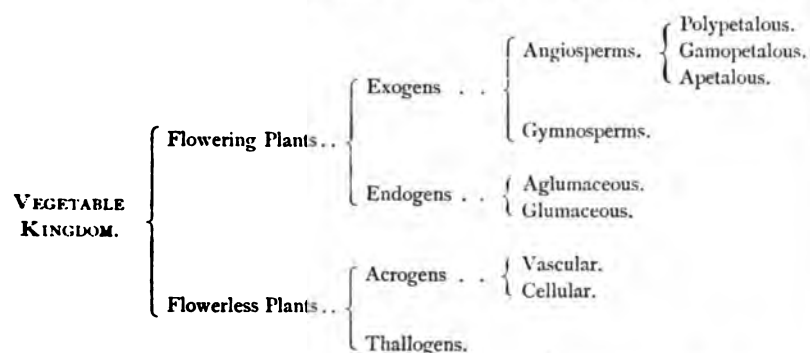 Polypetalous.
Angiosperms. Gamopetalous.
Apetalous.
Exogens . .
Gymnosperms.
Flowering Plants . .
Aglumaceous.
Endogens . .
Glumaceous.
VEGETABLE
KINGDOM.
Vascular.
Acrogens . .
Cellular.
Flowerless Plants . .
Thallogens.